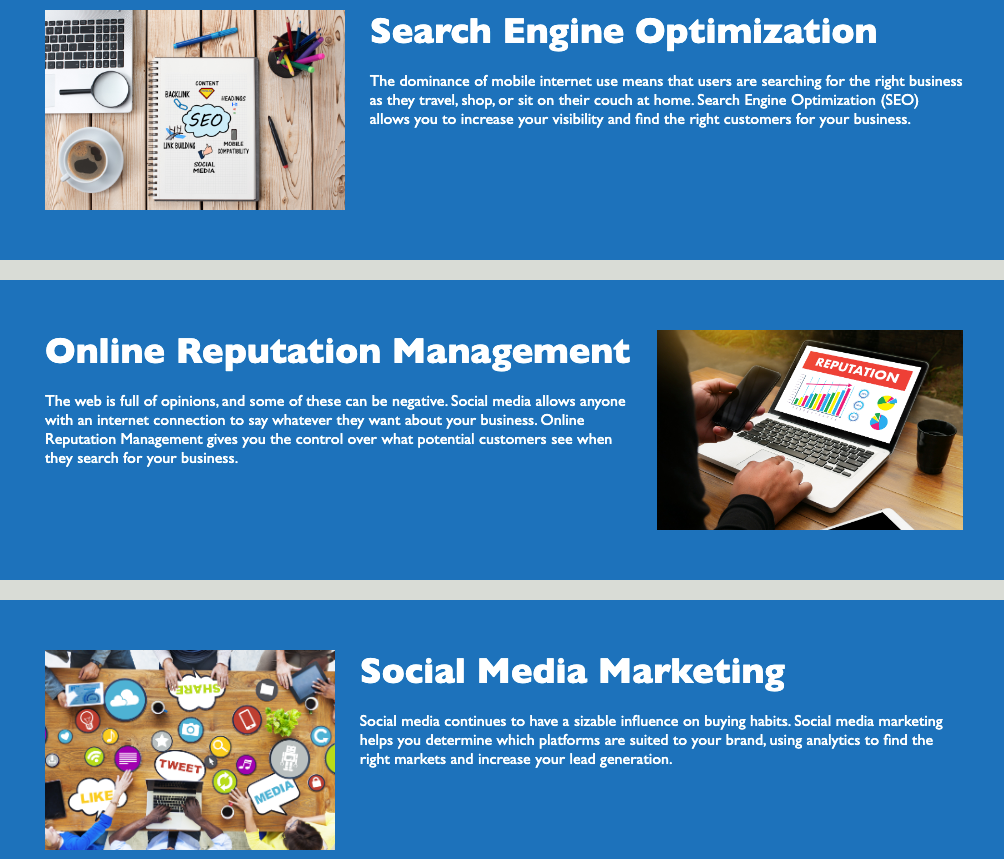 Search Engine Optimization
The dominance of mobile internet use means that users are searching for the right business
as they travel, shop, or sit on their couch at home. Search Engine Optimization (SEO)
allows you to increase your visibility and find the right customers for your business.
CONTENT
BACKLINK
HEADINGS
SEO
LINK BUILDING
MOBILE
COMPATIBILITY
SOCIAL
MEDIA
Online Reputation Management
The web is full of opinions, and some of these can be negative. Social media allows anyone
with an internet connection to say whatever they want about your business. Online
Reputation Management gives you the control over what potential customers see when
they search for your business.
REPUTATION
Social Media Marketing
Social media continues to have a sizable influence on buying habits. Social media marketing
helps you determine which platforms are suited to your brand, using analytics to find the
right markets and increase your lead generation.
SHARE
TWEET
LIKE
MEDIA